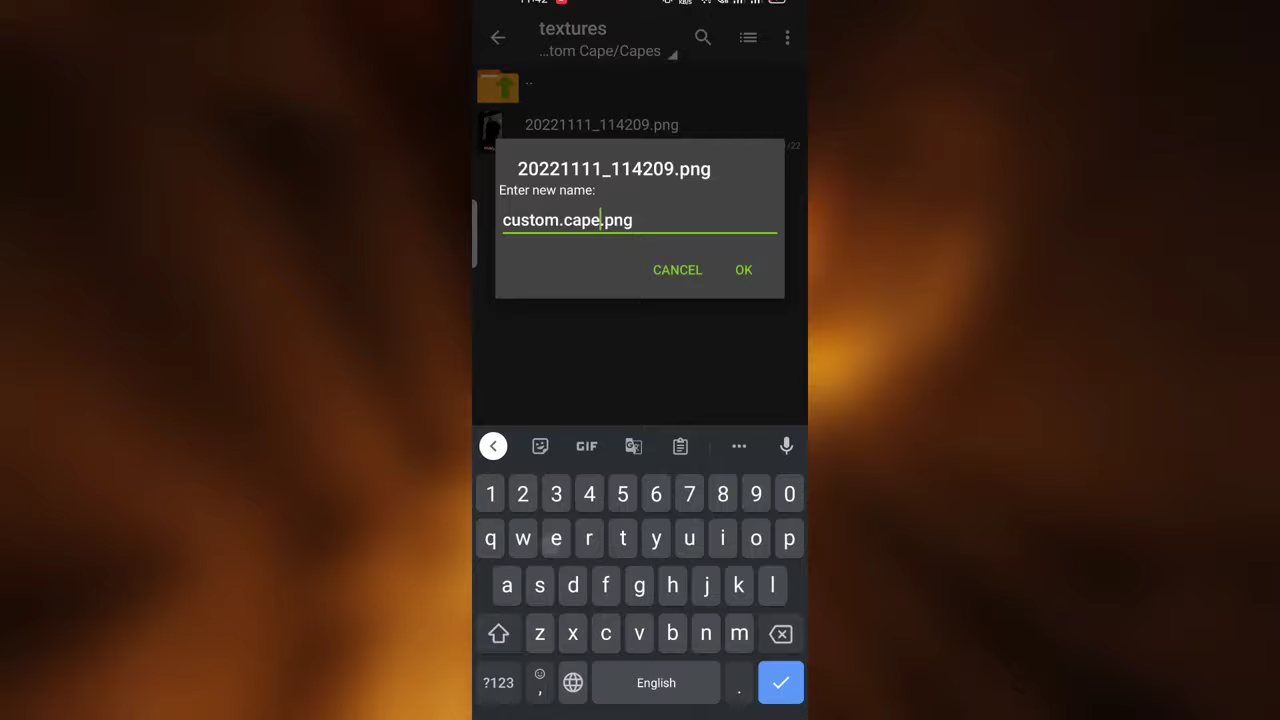 textures
...tom Cape/Capes
..
20221111_114209.png
/22
20221111_114209.png
Enter new name:
custom.cape.png
CANCEL OK
GIF
1 2 3 4 5 6 7 8 9 0
q w e r t y u i o p
a s d f g h j k l
z x c v b n m
?123 , English .